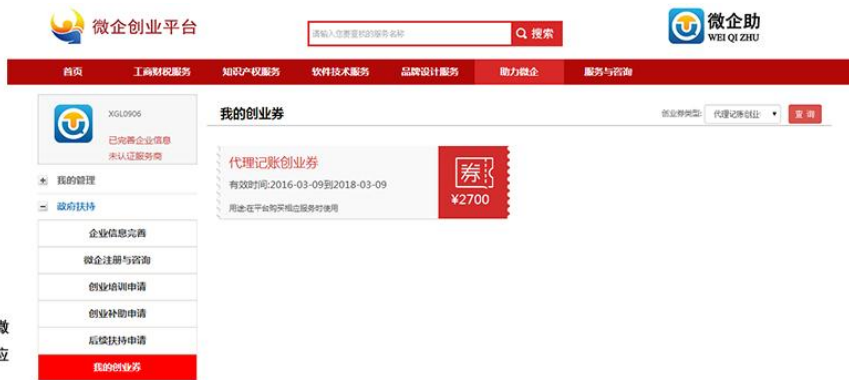 微企创业平台
请输入您要查找的服务名称
搜索
微企助
WEI QI ZHU
首页 工商财税服务 知识产权服务 软件技术服务 品牌设计服务 助力微企 服务与咨询
XGL0906
已完善企业信息
未认证服务商
我的创业券
创业券类型: 代理记账创业 查 询
代理记账创业券
有效时间:2016-03-09到2018-03-09
用途:在平台购买相应服务时使用
券
¥2700
我的管理
政府扶持
企业信息完善
微企注册与咨询
创业培训申请
创业补助申请
后续扶持申请
我的创业券
微
应